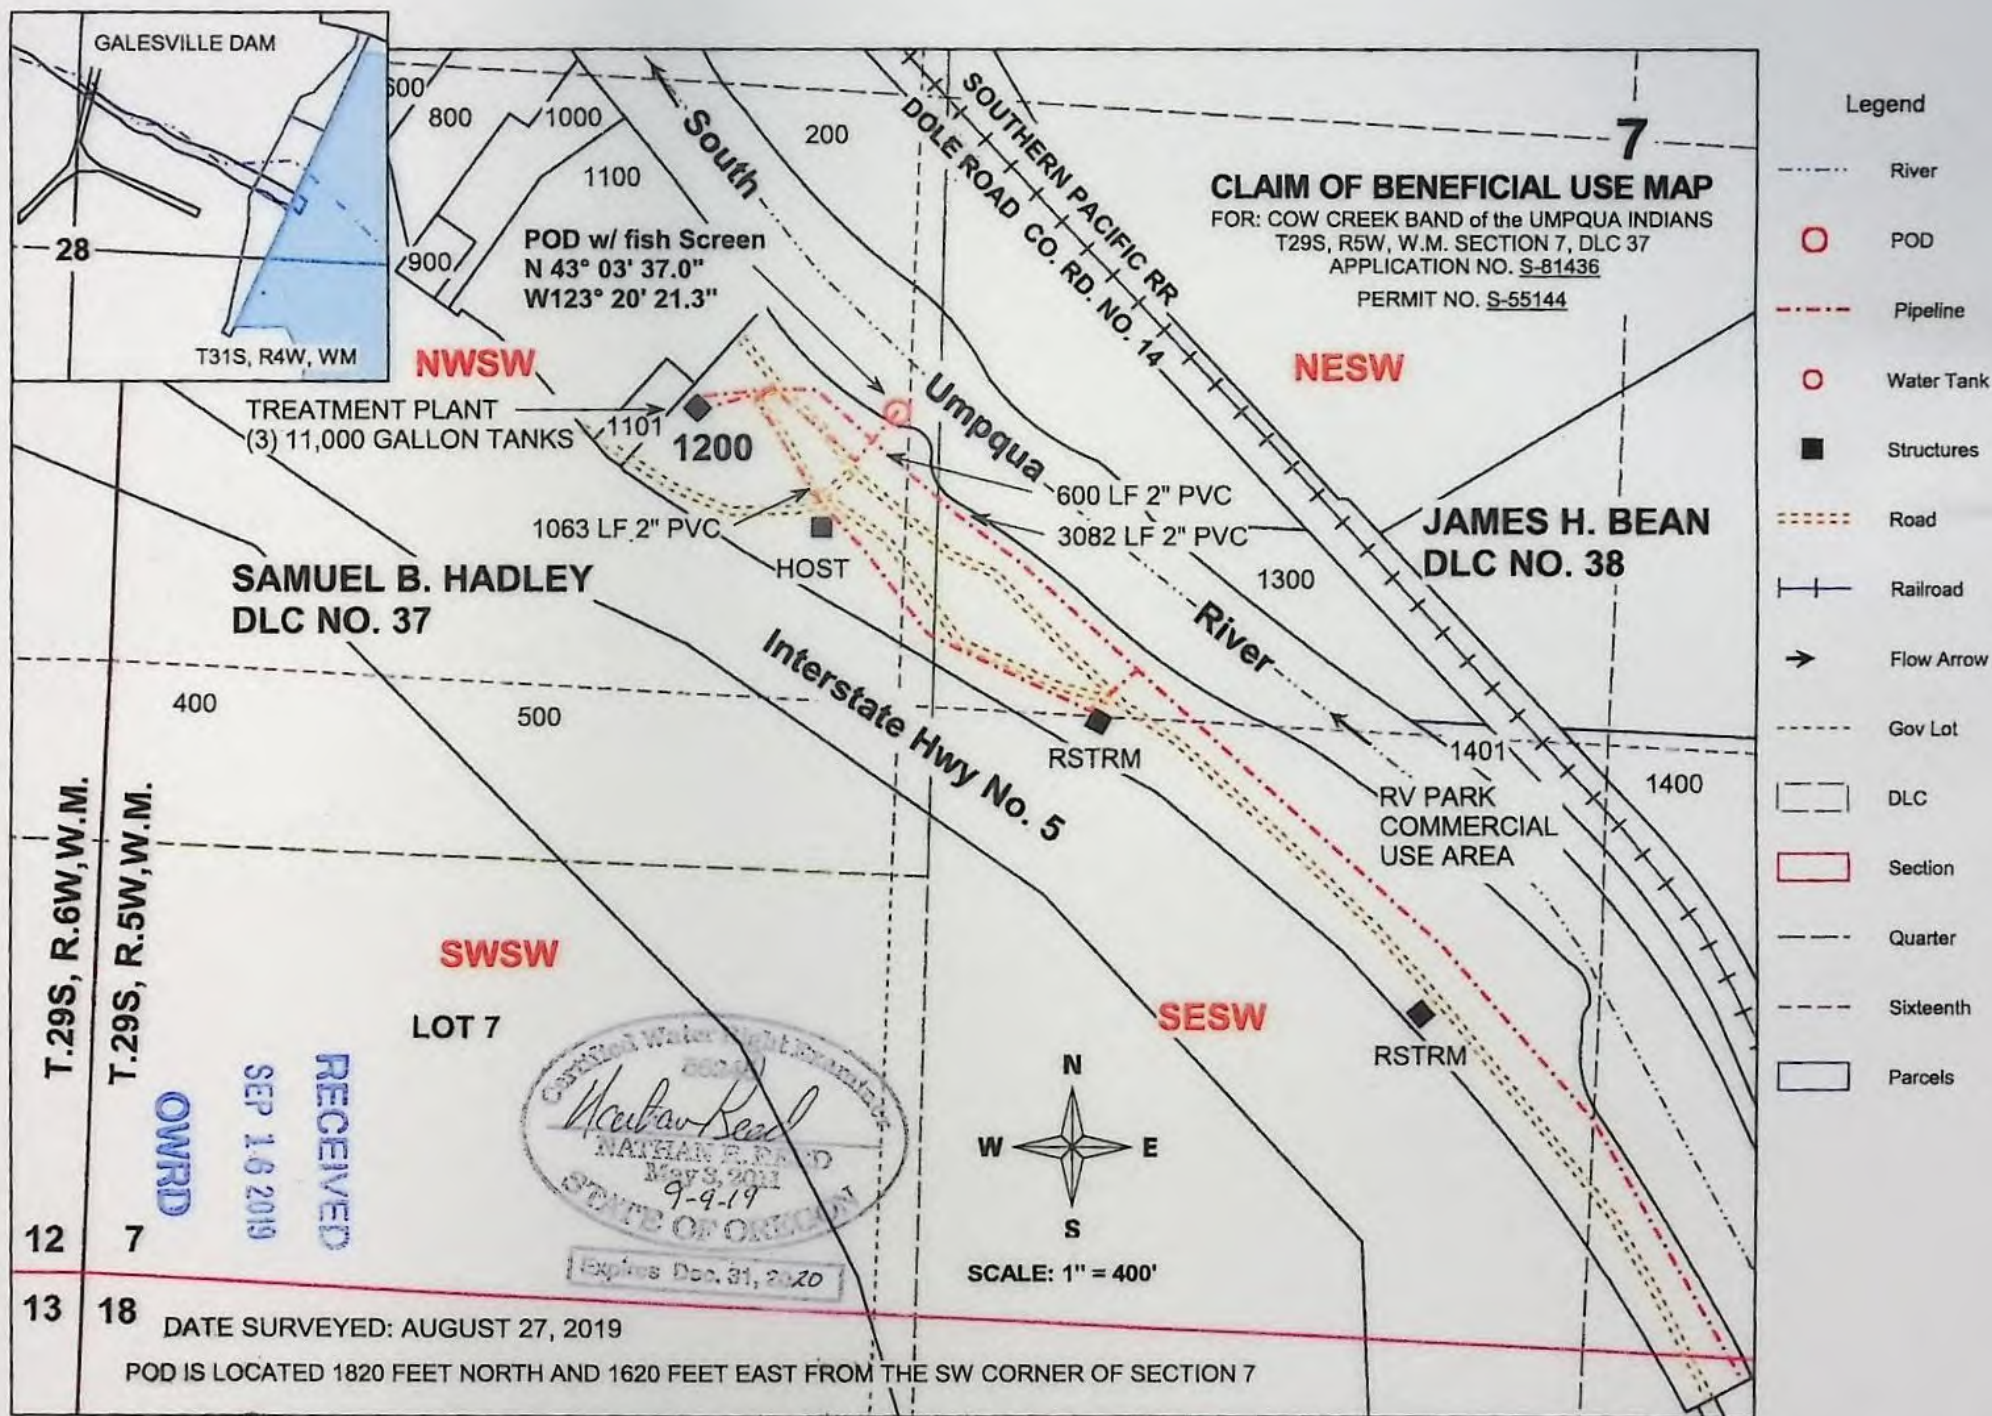 GALESVILLE DAM
28
T31S, R4W, WM
600
800
1000
1100
900
200
South
Umpqua
River
SOUTHERN PACIFIC RR
DOLE ROAD CO. RD. NO. 14
7
CLAIM OF BENEFICIAL USE MAP
FOR: COW CREEK BAND of the UMPQUA INDIANS
T29S, R5W, W.M. SECTION 7, DLC 37
APPLICATION NO. S-81436
PERMIT NO. S-55144
POD w/ fish Screen
N 43° 03' 37.0"
W123° 20' 21.3"
NWSW
NESW
TREATMENT PLANT
(3) 11,000 GALLON TANKS
1101
1200
600 LF 2" PVC
1063 LF 2" PVC
3082 LF 2" PVC
HOST
1300
JAMES H. BEAN
DLC NO. 38
SAMUEL B. HADLEY
DLC NO. 37
Interstate Hwy No. 5
400
500
RSTRM
1401
1400
RV PARK
COMMERCIAL
USE AREA
T.29S, R.6W,W.M.
T.29S, R.5W,W.M.
SWSW
LOT 7
SESW
RSTRM
RECEIVED
SEP 16 2019
OWRD
Certified Water Right Examiner
NATHAN R. REED
May 3, 2011
9-9-19
STATE OF OREGON
Expires Dec. 31, 2020
N
W
E
S
SCALE: 1" = 400'
12
7
13
18
DATE SURVEYED: AUGUST 27, 2019
POD IS LOCATED 1820 FEET NORTH AND 1620 FEET EAST FROM THE SW CORNER OF SECTION 7
Legend
River
POD
Pipeline
Water Tank
Structures
Road
Railroad
Flow Arrow
Gov Lot
DLC
Section
Quarter
Sixteenth
Parcels